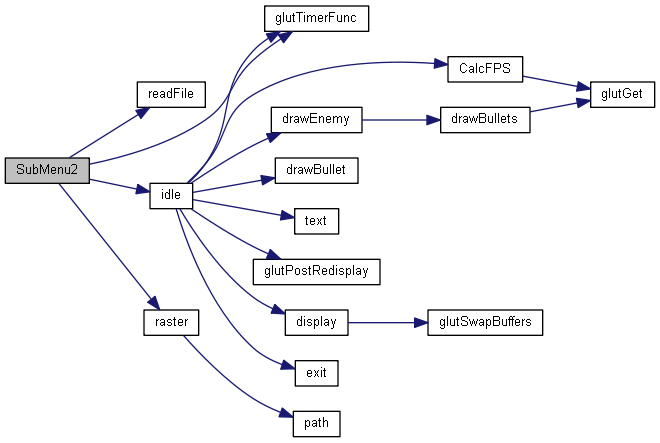 glutTimerFunc
CalcFPS
readFile
glutGet
drawEnemy
drawBullets
SubMenu2
drawBullet
idle
text
glutPostRedisplay
raster
display
glutSwapBuffers
exit
path